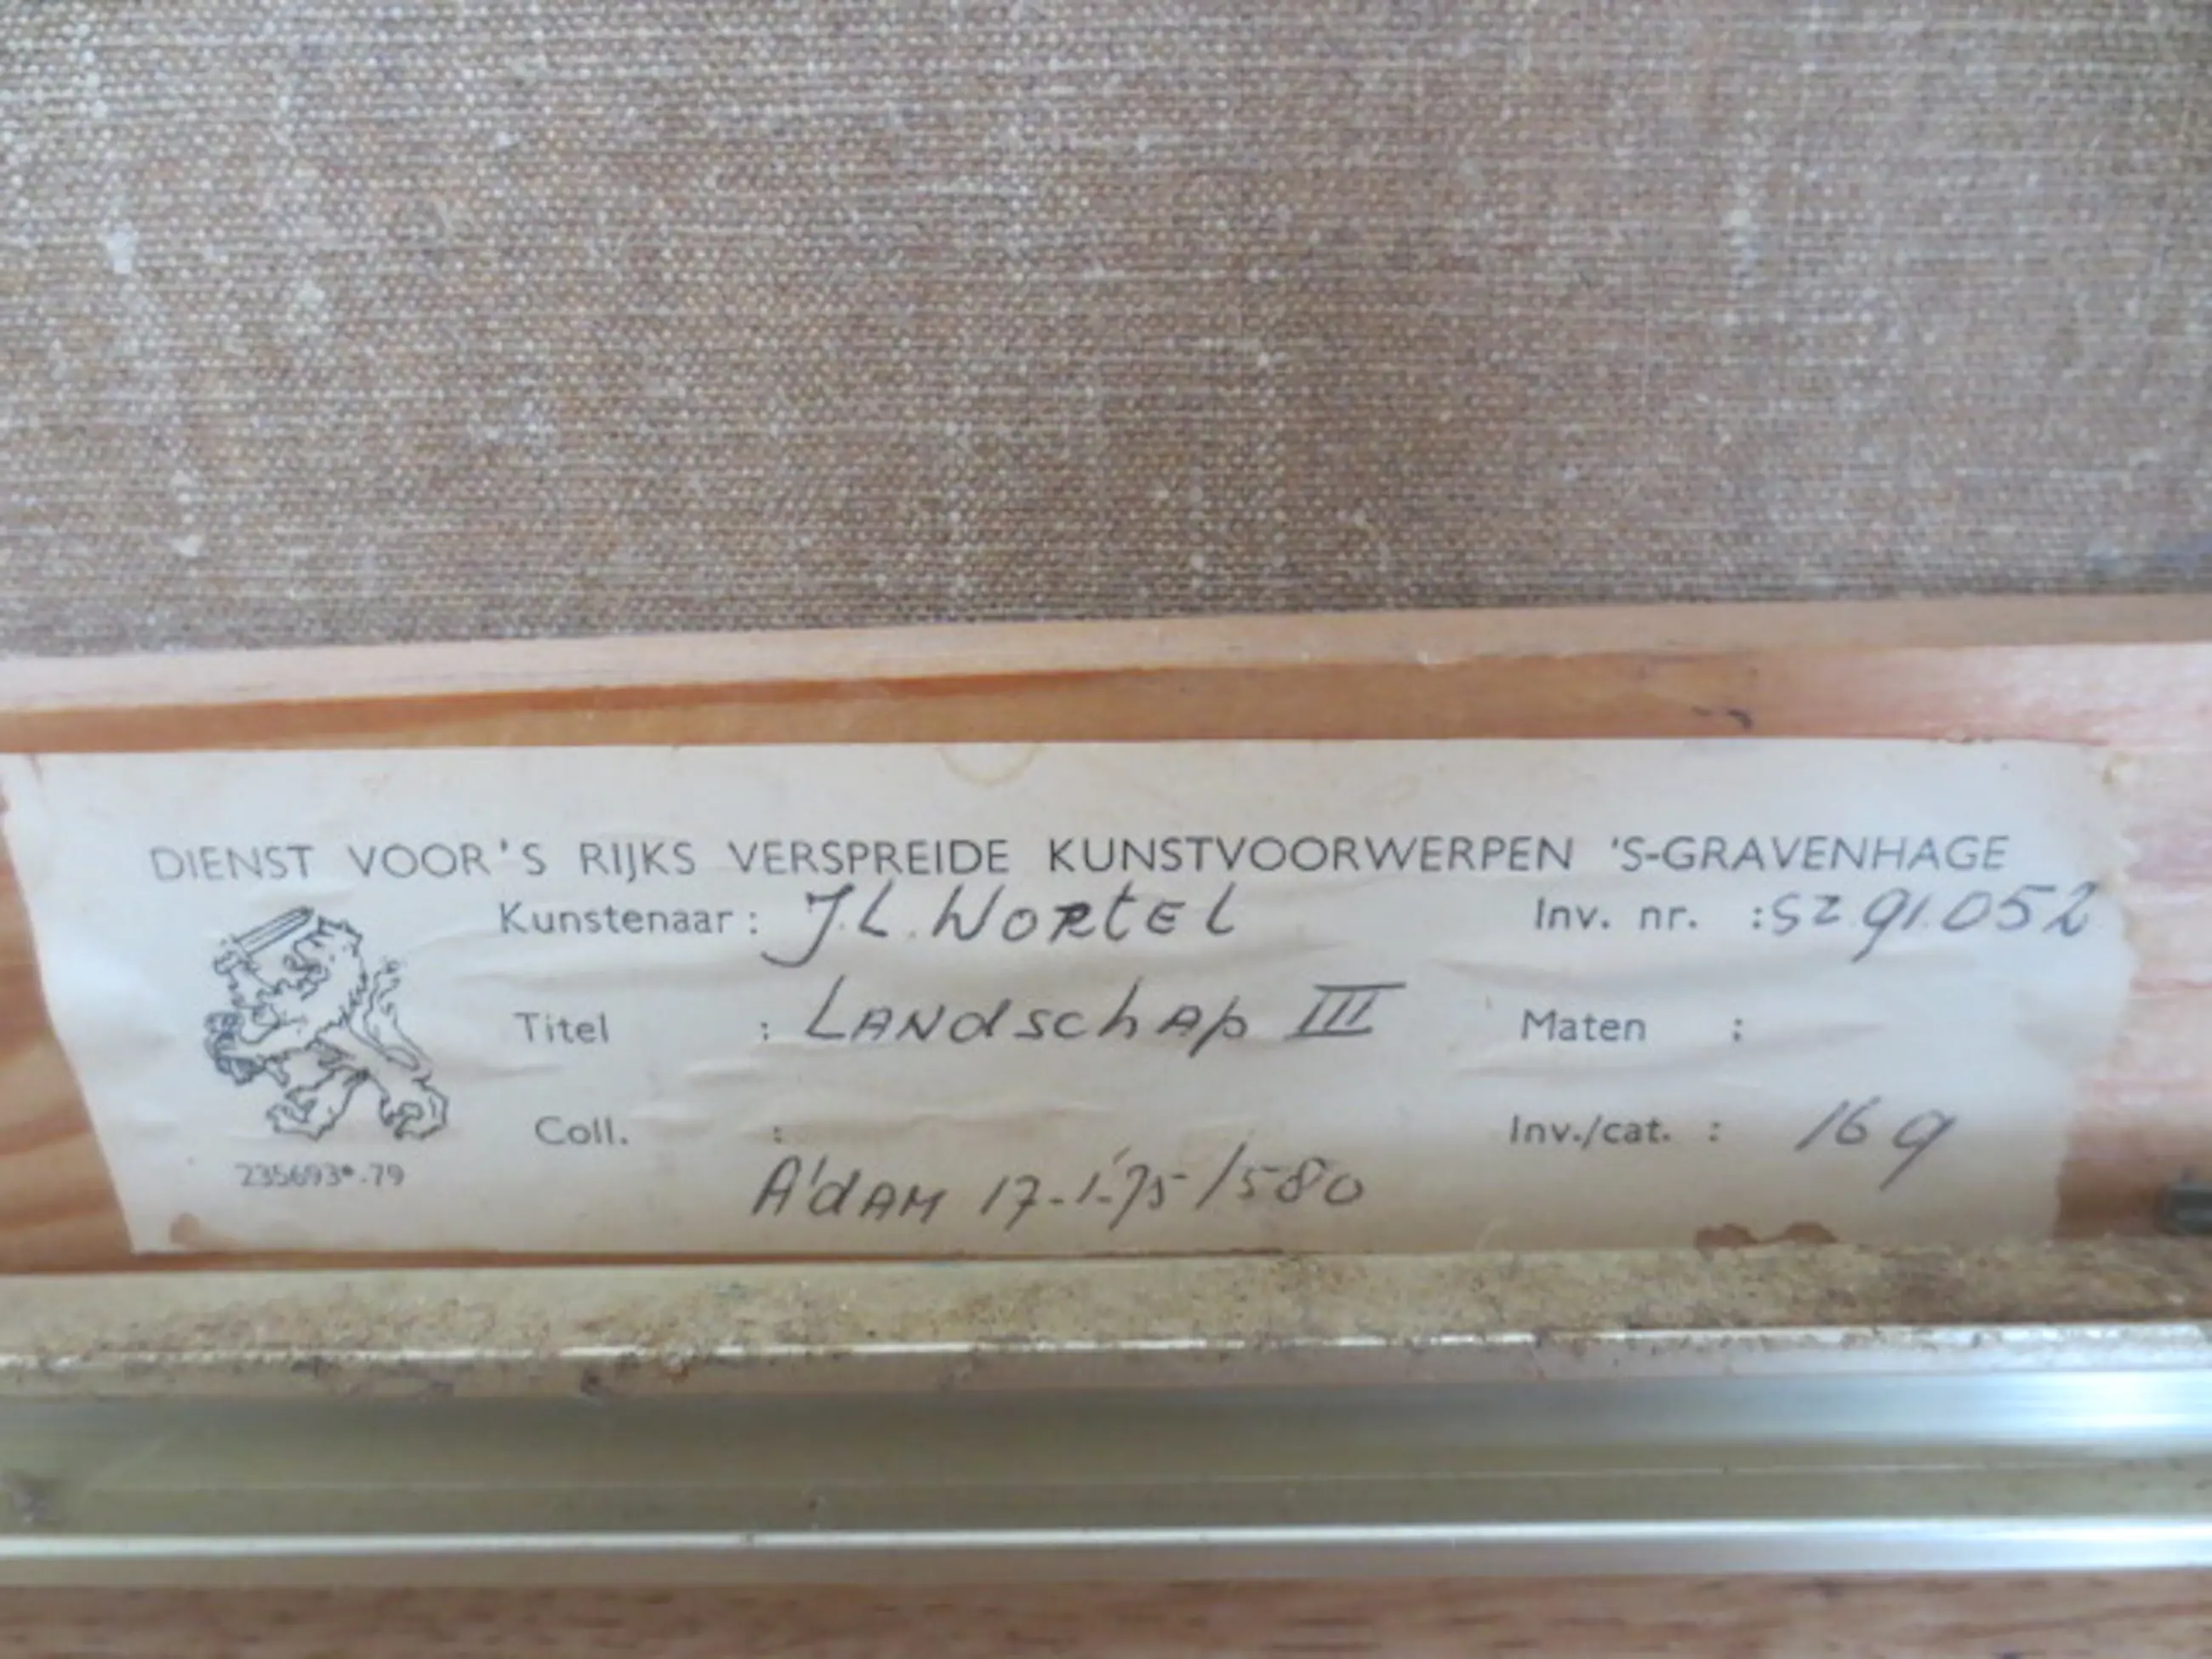 DIENST VOOR 'S RIJKS VERSPREIDE KUNSTVOORWERPEN 'S-GRAVENHAGE
Kunstenaar : J.L. Wortel Inv. nr. : SZ 91.052
Titel : Landschap III Maten :
Coll. : Inv./cat. : 169
A'dam 17-1-'75 / 580
235693*-79